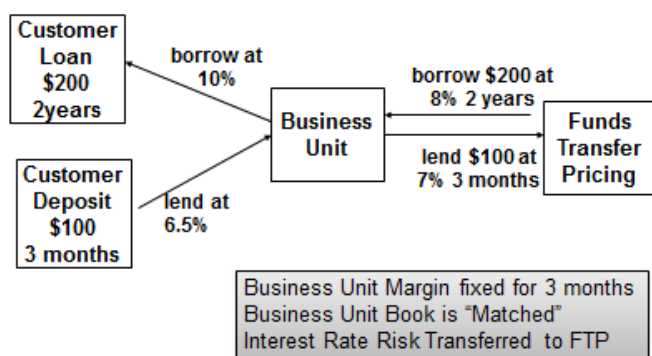 Customer
Loan
$200
2years
borrow at
10%
Customer
Deposit
$100
3 months
lend at
6.5%
Business
Unit
borrow $200 at
8% 2 years
lend $100 at
7% 3 months
Funds
Transfer
Pricing
Business Unit Margin fixed for 3 months
Business Unit Book is “Matched”
Interest Rate Risk Transferred to FTP